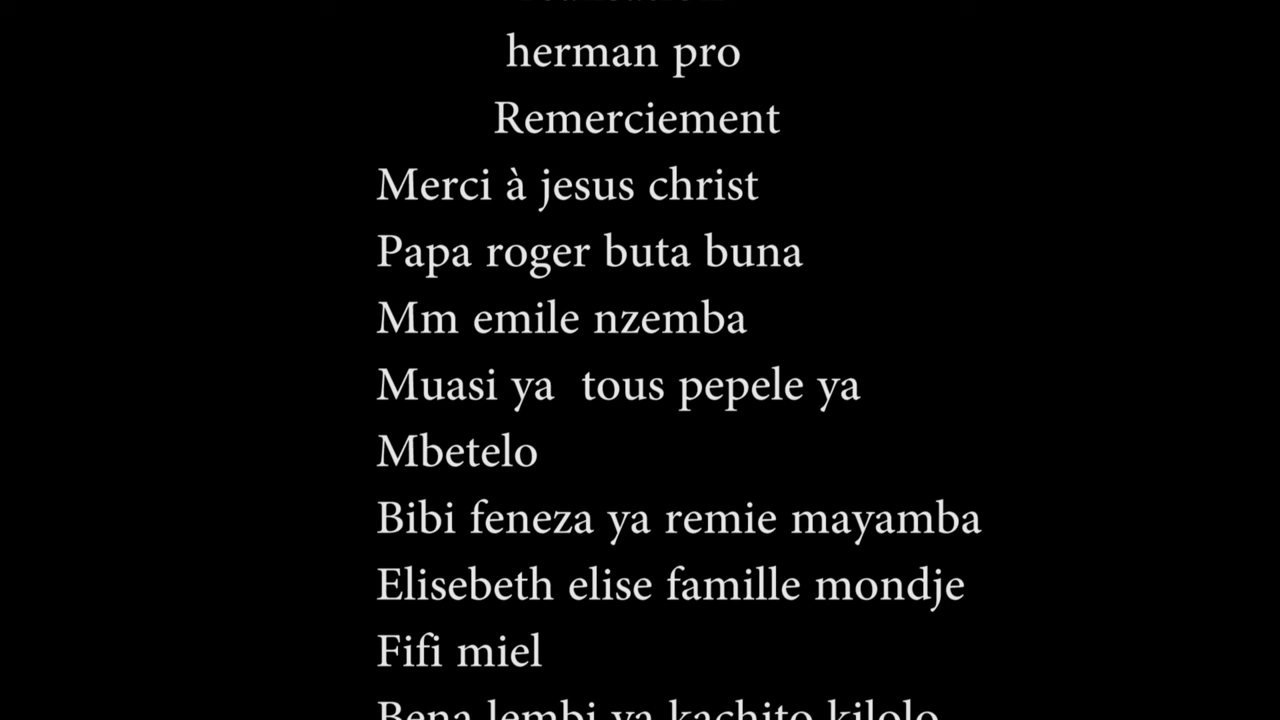 herman pro
Remerciement
Merci à jesus christ
Papa roger buta buna
Mm emile nzemba
Muasi ya  tous pepele ya
Mbetelo
Bibi feneza ya remie mayamba
Elisebeth elise famille mondje
Fifi miel
Bena lembi ya kachito kilolo